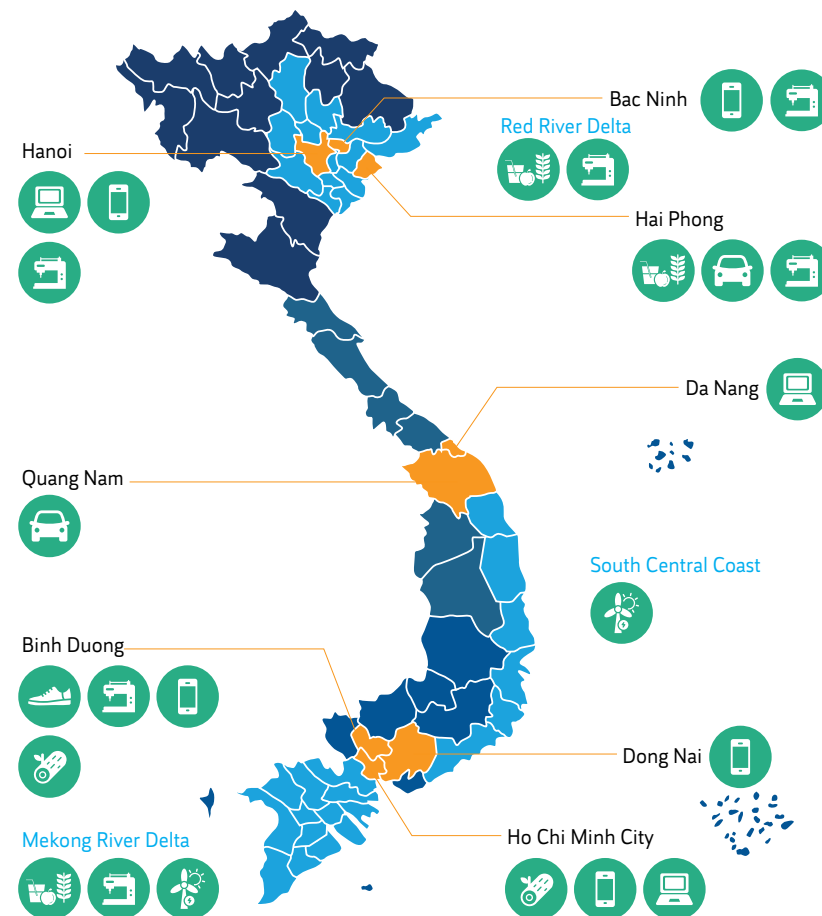 Bac Ninh
Red River Delta
Hanoi
Hai Phong
Da Nang
Quang Nam
South Central Coast
Binh Duong
Dong Nai
Ho Chi Minh City
Mekong River Delta